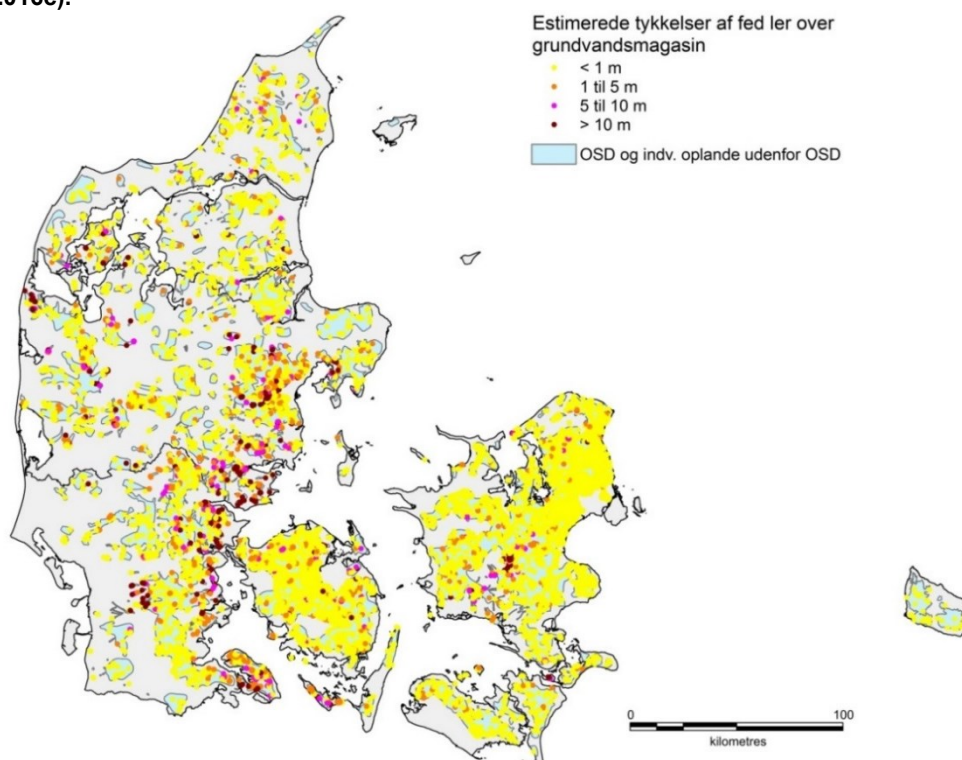 Estimerede tykkelser af fed ler over
grundvandsmagasin
< 1 m
1 til 5 m
5 til 10 m
> 10 m
OSD og indv. oplande udenfor OSD
0 100
kilometres